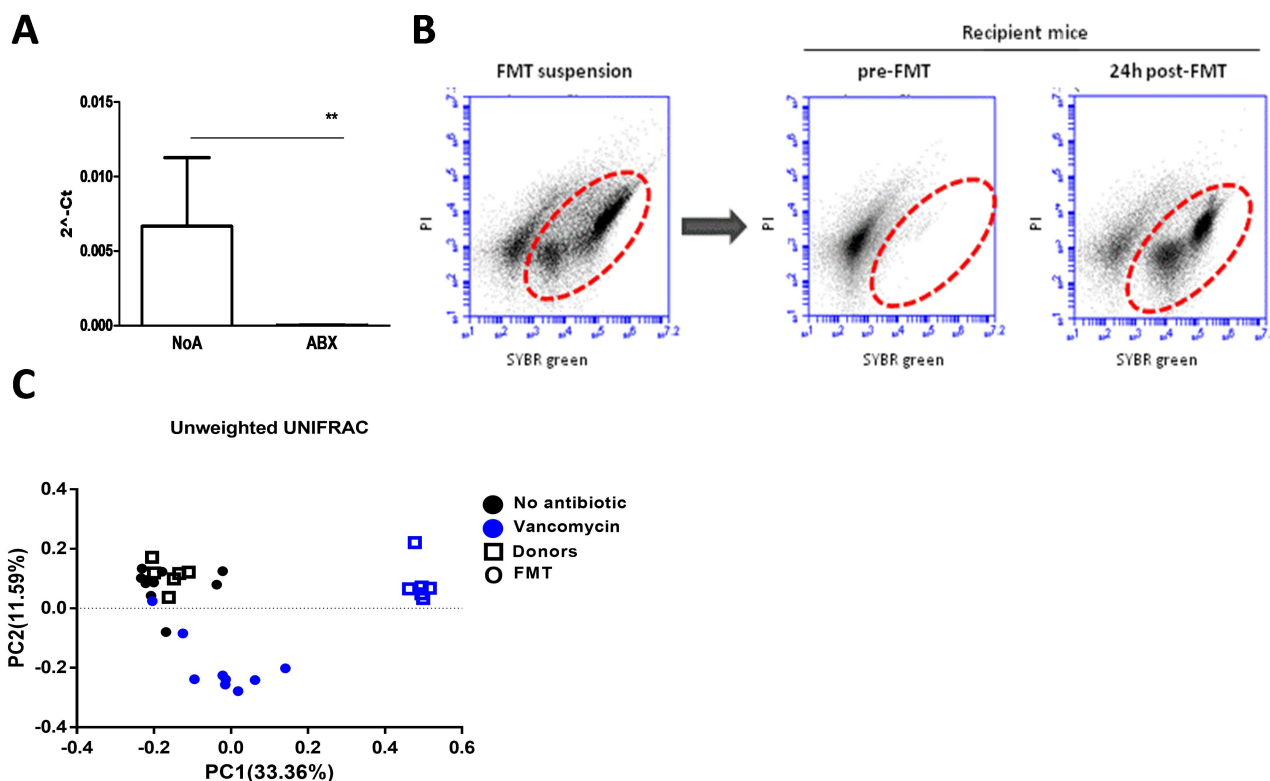 A
B
Recipient mice
FMT suspension
pre-FMT
24h post-FMT
0.015
0.010
0.005
0.000
2^-Ct
**
NoA
ABX
PI
SYBR green
PI
SYBR green
PI
SYBR green
C
Unweighted UNIFRAC
0.4
0.2
0.0
-0.2
-0.4
PC2(11.59%)
-0.4
-0.2
0.0
0.2
0.4
0.6
PC1(33.36%)
No antibiotic
Vancomycin
Donors
FMT